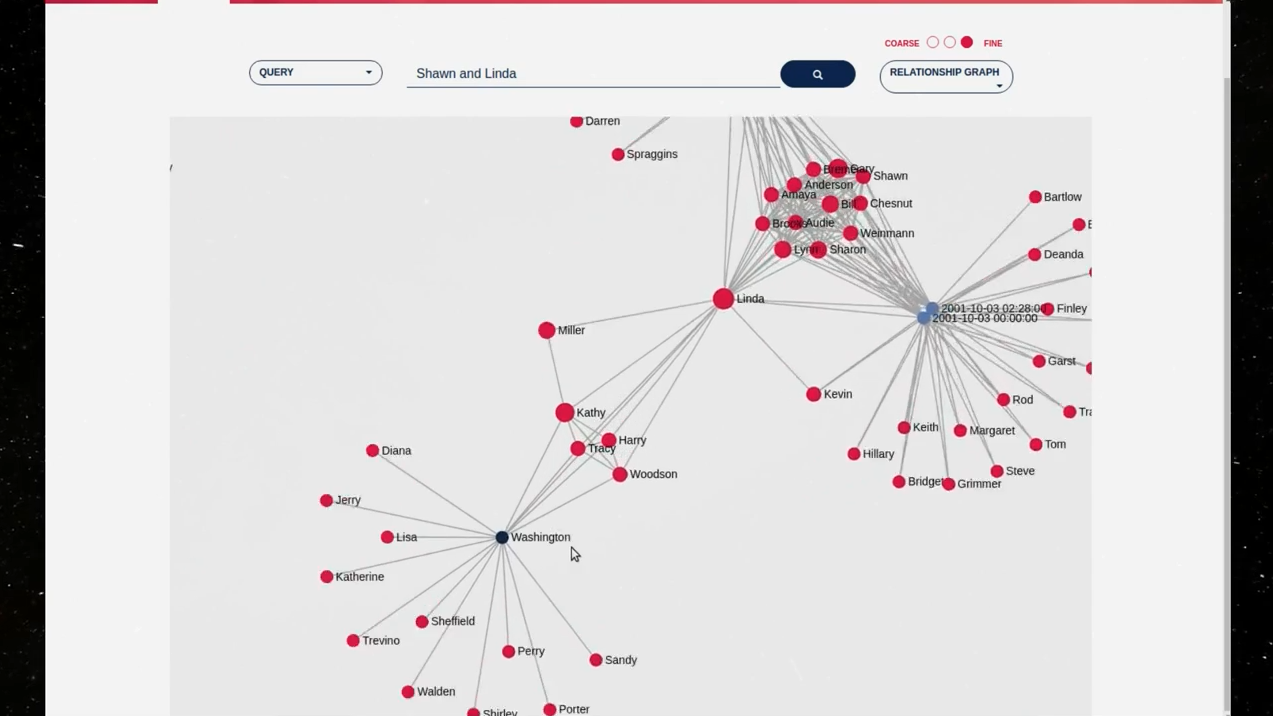 COARSE FINE
QUERY
Shawn and Linda
RELATIONSHIP GRAPH
Darren
Spraggins
Gary
Shawn
Anderson
Amaya
Bill
Chesnut
Audie
Weinmann
Lynn
Sharon
Bartlow
Deanda
Linda
2001-10-03 02:28:00
Finley
2001-10-03 00:00:00
Miller
Garst
Kevin
Rod
Kathy
Keith
Margaret
Harry
Tracy
Tom
Diana
Hillary
Steve
Woodson
Bridget
Grimmer
Jerry
Lisa
Washington
Katherine
Sheffield
Trevino
Perry
Sandy
Walden
Porter
Shirley